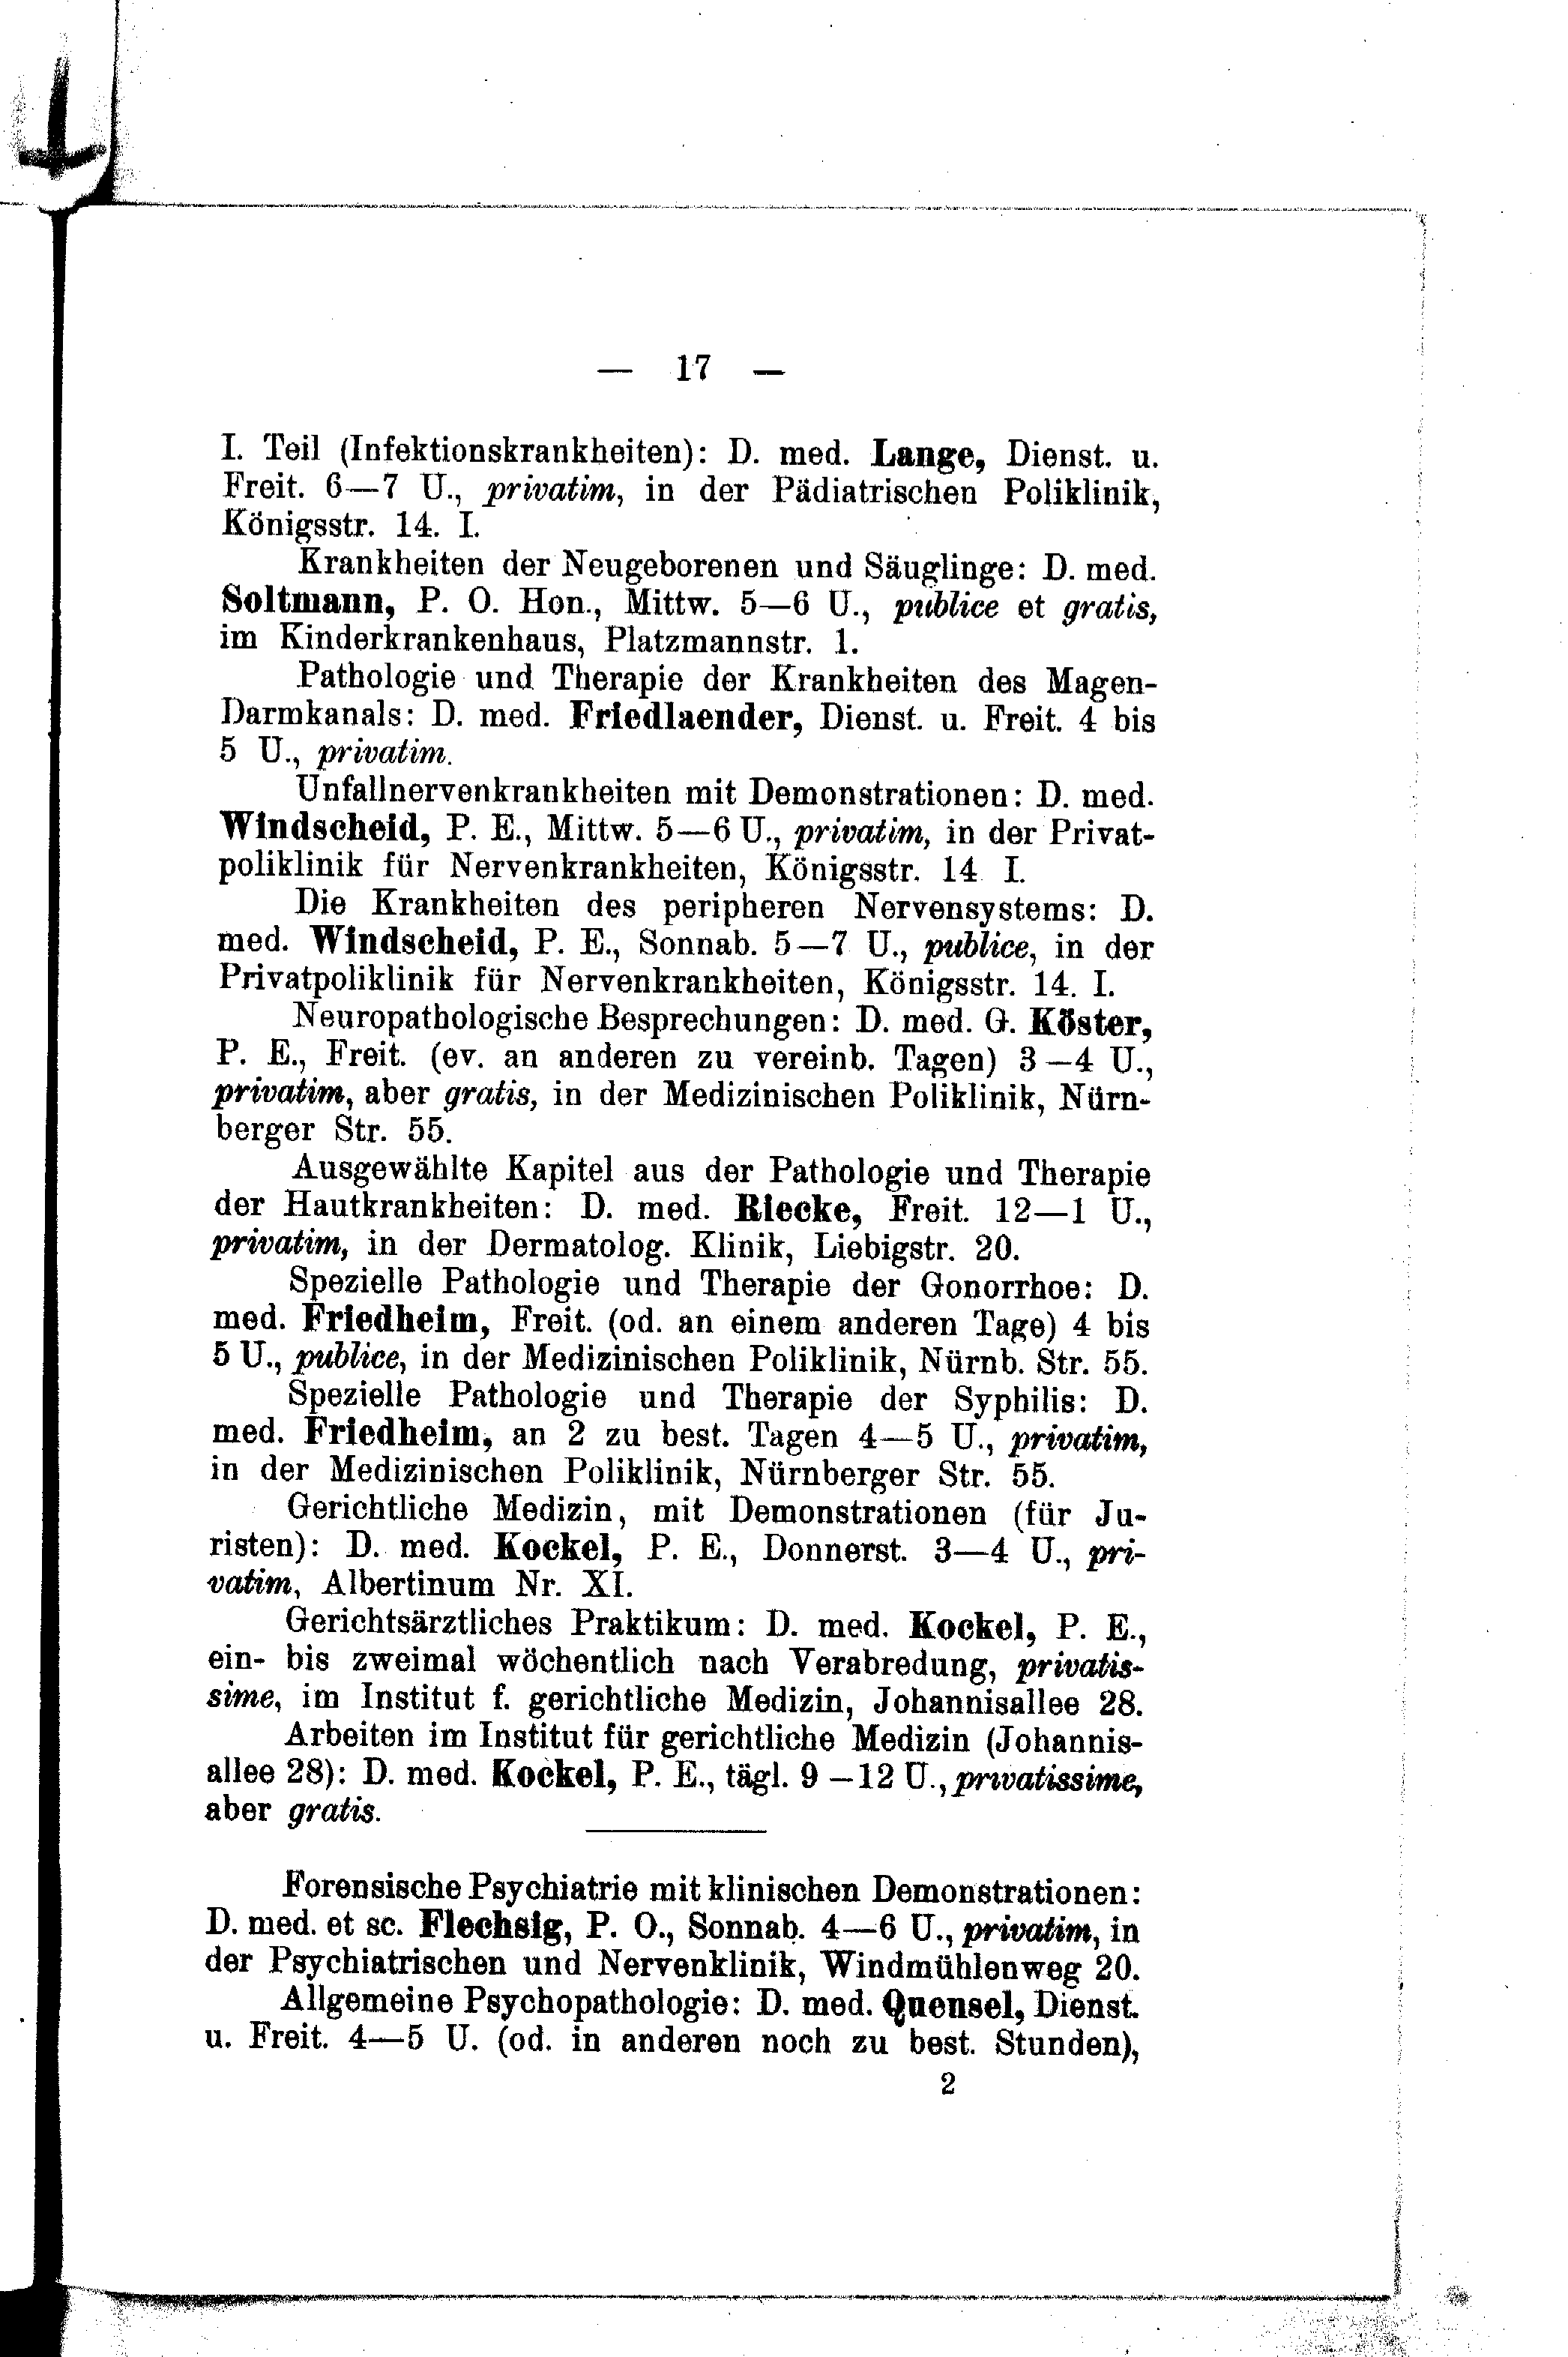 — 17 —
I. Teil (Infektionskrankheiten): D. med. Lange, Dienst. u.
Freit. 6—7 U., privatim, in der Pädiatrischen Poliklinik,
Königsstr. 14. I.
Krankheiten der Neugeborenen und Säuglinge: D. med.
Soltmann, P. O. Hon., Mittw. 5—6 U., publice et gratis,
im Kinderkrankenhaus, Platzmannstr. 1.
Pathologie und Therapie der Krankheiten des Magen-
Darmkanals: D. med. Friedlaender, Dienst. u. Freit. 4 bis
5 U., privatim.
Unfallnervenkrankheiten mit Demonstrationen: D. med.
Windscheid, P. E., Mittw. 5—6 U., privatim, in der Privat-
poliklinik für Nervenkrankheiten, Königsstr. 14 I.
Die Krankheiten des peripheren Nervensystems: D.
med. Windscheid, P. E., Sonnab. 5—7 U., publice, in der
Privatpoliklinik für Nervenkrankheiten, Königsstr. 14. I.
Neuropathologische Besprechungen: D. med. G. Köster,
P. E., Freit. (ev. an anderen zu vereinb. Tagen) 3—4 U.,
privatim, aber gratis, in der Medizinischen Poliklinik, Nürn-
berger Str. 55.
Ausgewählte Kapitel aus der Pathologie und Therapie
der Hautkrankheiten: D. med. Riecke, Freit. 12—1 U.,
privatim, in der Dermatolog. Klinik, Liebigstr. 20.
Spezielle Pathologie und Therapie der Gonorrhoe: D.
med. Friedheim, Freit. (od. an einem anderen Tage) 4 bis
5 U., publice, in der Medizinischen Poliklinik, Nürnb. Str. 55.
Spezielle Pathologie und Therapie der Syphilis: D.
med. Friedheim, an 2 zu best. Tagen 4—5 U., privatim,
in der Medizinischen Poliklinik, Nürnberger Str. 55.
Gerichtliche Medizin, mit Demonstrationen (für Ju-
risten): D. med. Kockel, P. E., Donnerst. 3—4 U., pri-
vatim, Albertinum Nr. XI.
Gerichtsärztliches Praktikum: D. med. Kockel, P. E.,
ein- bis zweimal wöchentlich nach Verabredung, privatis-
sime, im Institut f. gerichtliche Medizin, Johannisallee 28.
Arbeiten im Institut für gerichtliche Medizin (Johannis-
allee 28): D. med. Kockel, P. E., tägl. 9—12 U., privatissime,
aber gratis.
Forensische Psychiatrie mit klinischen Demonstrationen:
D. med. et sc. Flechsig, P. O., Sonnab. 4—6 U., privatim, in
der Psychiatrischen und Nervenklinik, Windmühlenweg 20.
Allgemeine Psychopathologie: D. med. Quensel, Dienst.
u. Freit. 4—5 U. (od. in anderen noch zu best. Stunden),
2